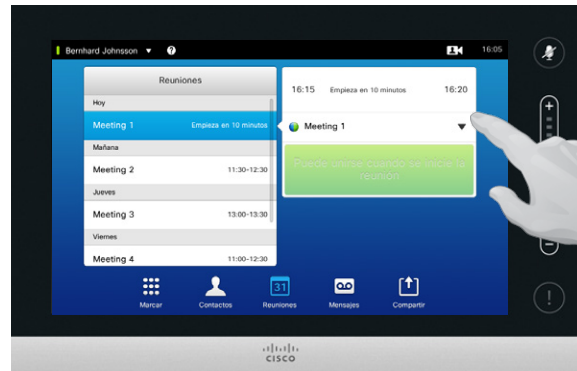 Bernhard Johnsson
?
16:05
Reuniones
Hoy
Meeting 1 Empieza en 10 minutos
Mañana
Meeting 2 11:30-12:30
Jueves
Meeting 3 13:00-13:30
Viernes
Meeting 4 11:00-12:30
16:15 Empieza en 10 minutos 16:20
Meeting 1
Puede unirse cuando se inicie la
reunión
31
Marcar Contactos Reuniones Mensajes Compartir
+
-
!
CISCO